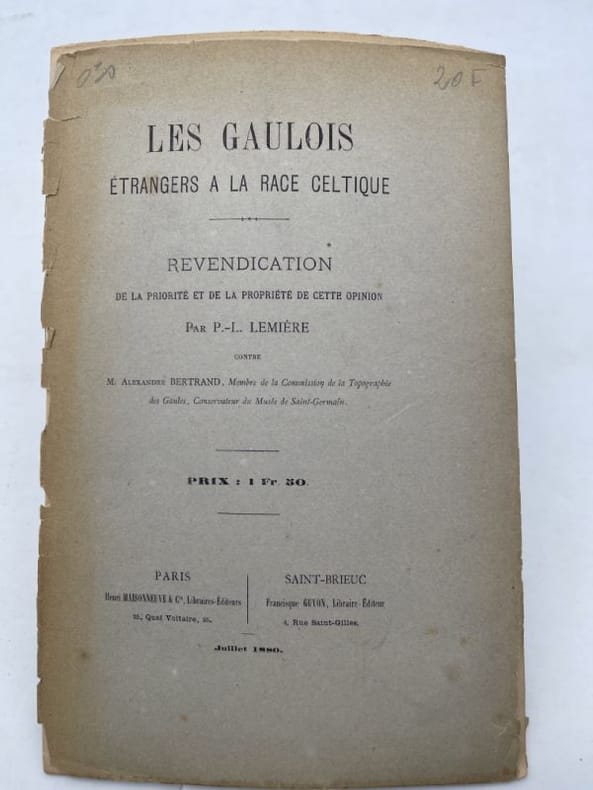 20 F
LES GAULOIS
ÉTRANGERS A LA RACE CELTIQUE
REVENDICATION
DE LA PRIORITÉ ET DE LA PROPRIÉTÉ DE CETTE OPINION
PAR P.-L. LEMIÈRE
CONTRE
M. ALEXANDRE BERTRAND, Membre de la Commission de la Topographie
des Gaules, Conservateur du Musée de Saint-Germain.
PRIX : 1 Fr. 50.
PARIS
Henri MAISONNEUVE & Cie, Libraires-Éditeurs
Quai Voltaire,
SAINT-BRIEUC
Francisque GUYON, Libraire-Éditeur
4, Rue Saint-Gilles.
Juillet 1880.